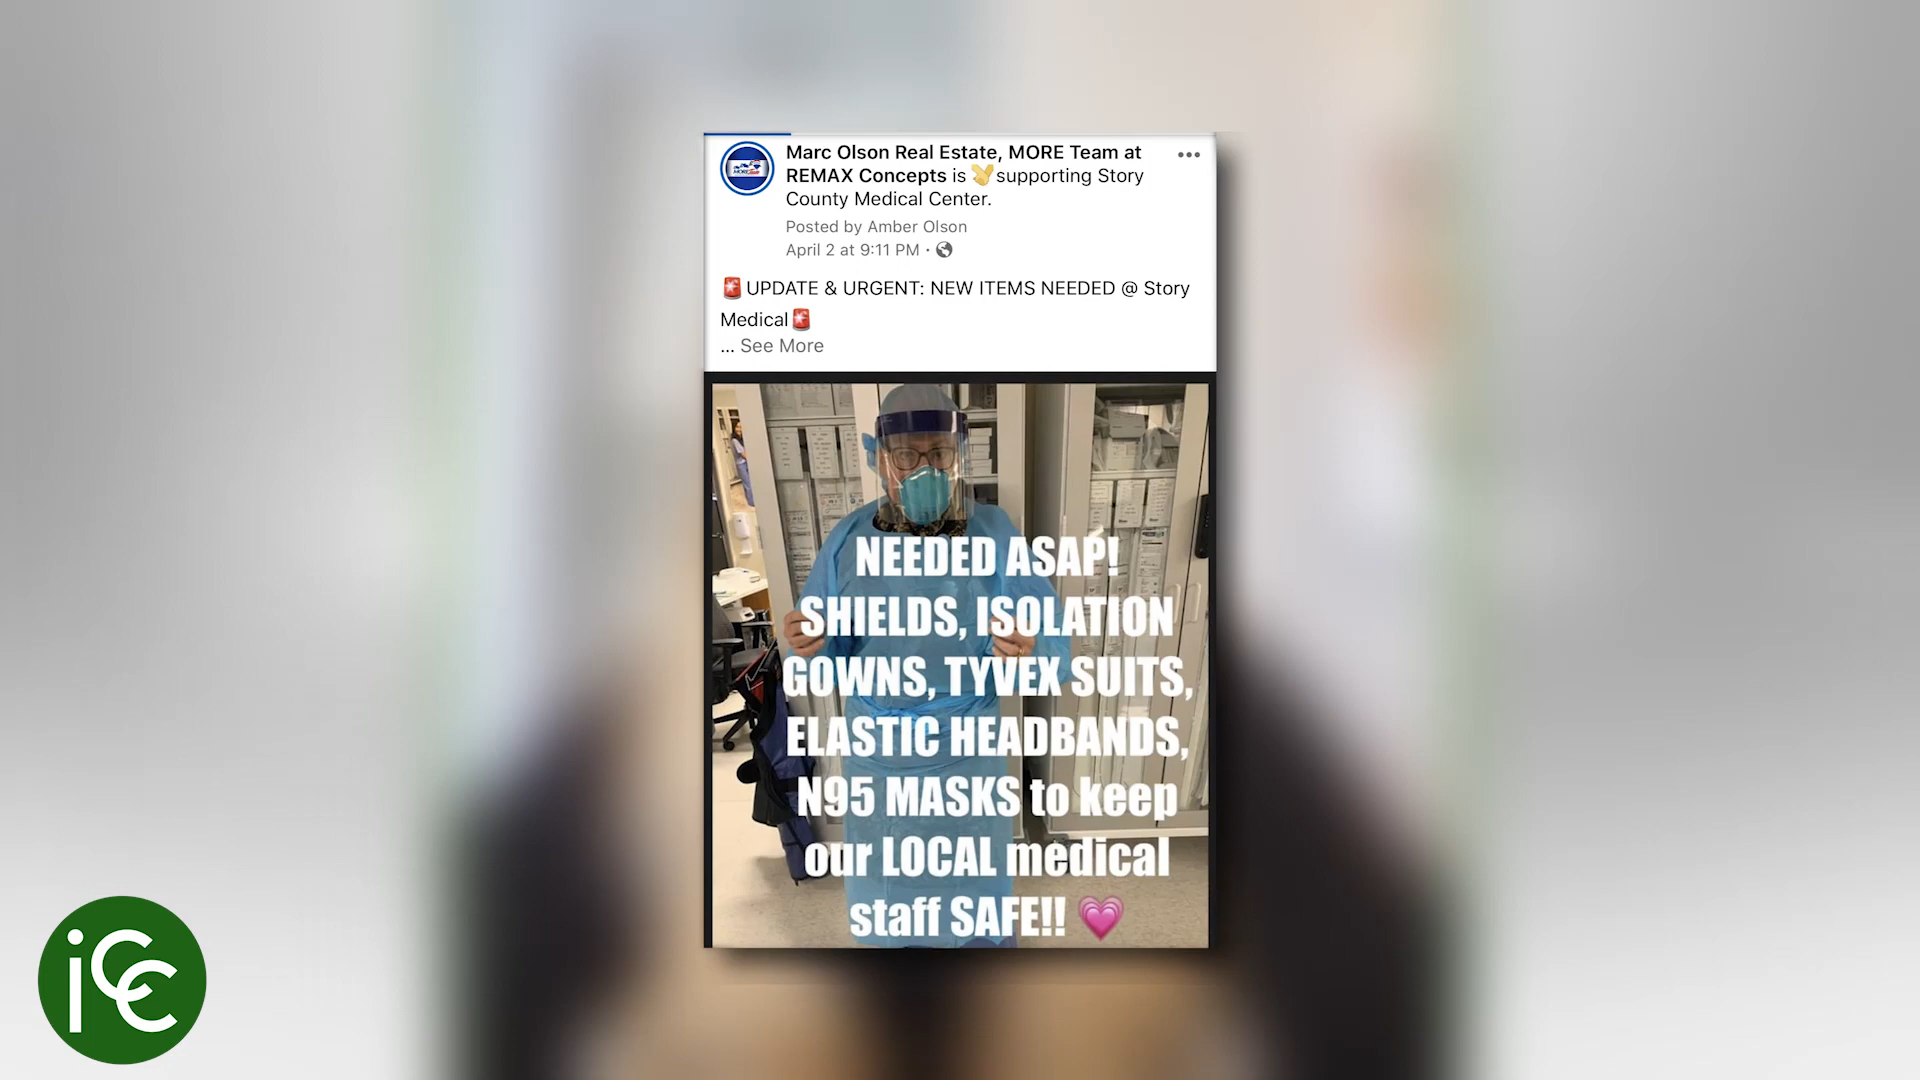 Marc Olson Real Estate, MORE Team at
REMAX Concepts is supporting Story
County Medical Center.
Posted by Amber Olson
April 2 at 9:11 PM ·
UPDATE & URGENT: NEW ITEMS NEEDED @ Story
Medical
... See More
NEEDED ASAP!
SHIELDS, ISOLATION
GOWNS, TYVEX SUITS,
ELASTIC HEADBANDS,
N95 MASKS to keep
our LOCAL medical
staff SAFE!!
iCC